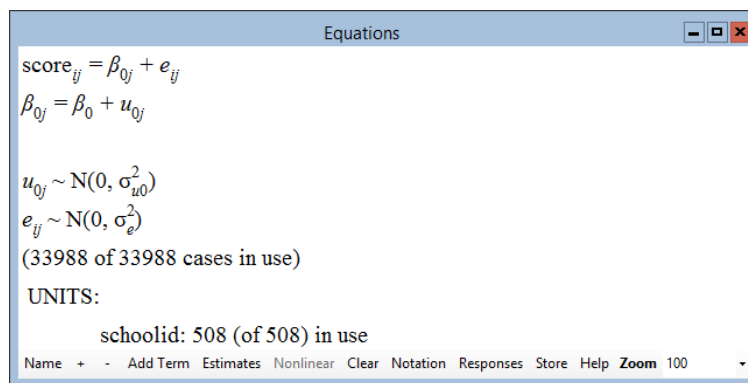 Equations
score_ij = β_0j + e_ij
β_0j = β_0 + u_0j
u_0j ~ N(0, σ²_u0)
e_ij ~ N(0, σ²_e)
(33988 of 33988 cases in use)
UNITS:
schoolid: 508 (of 508) in use
Name + - Add Term Estimates Nonlinear Clear Notation Responses Store Help Zoom 100